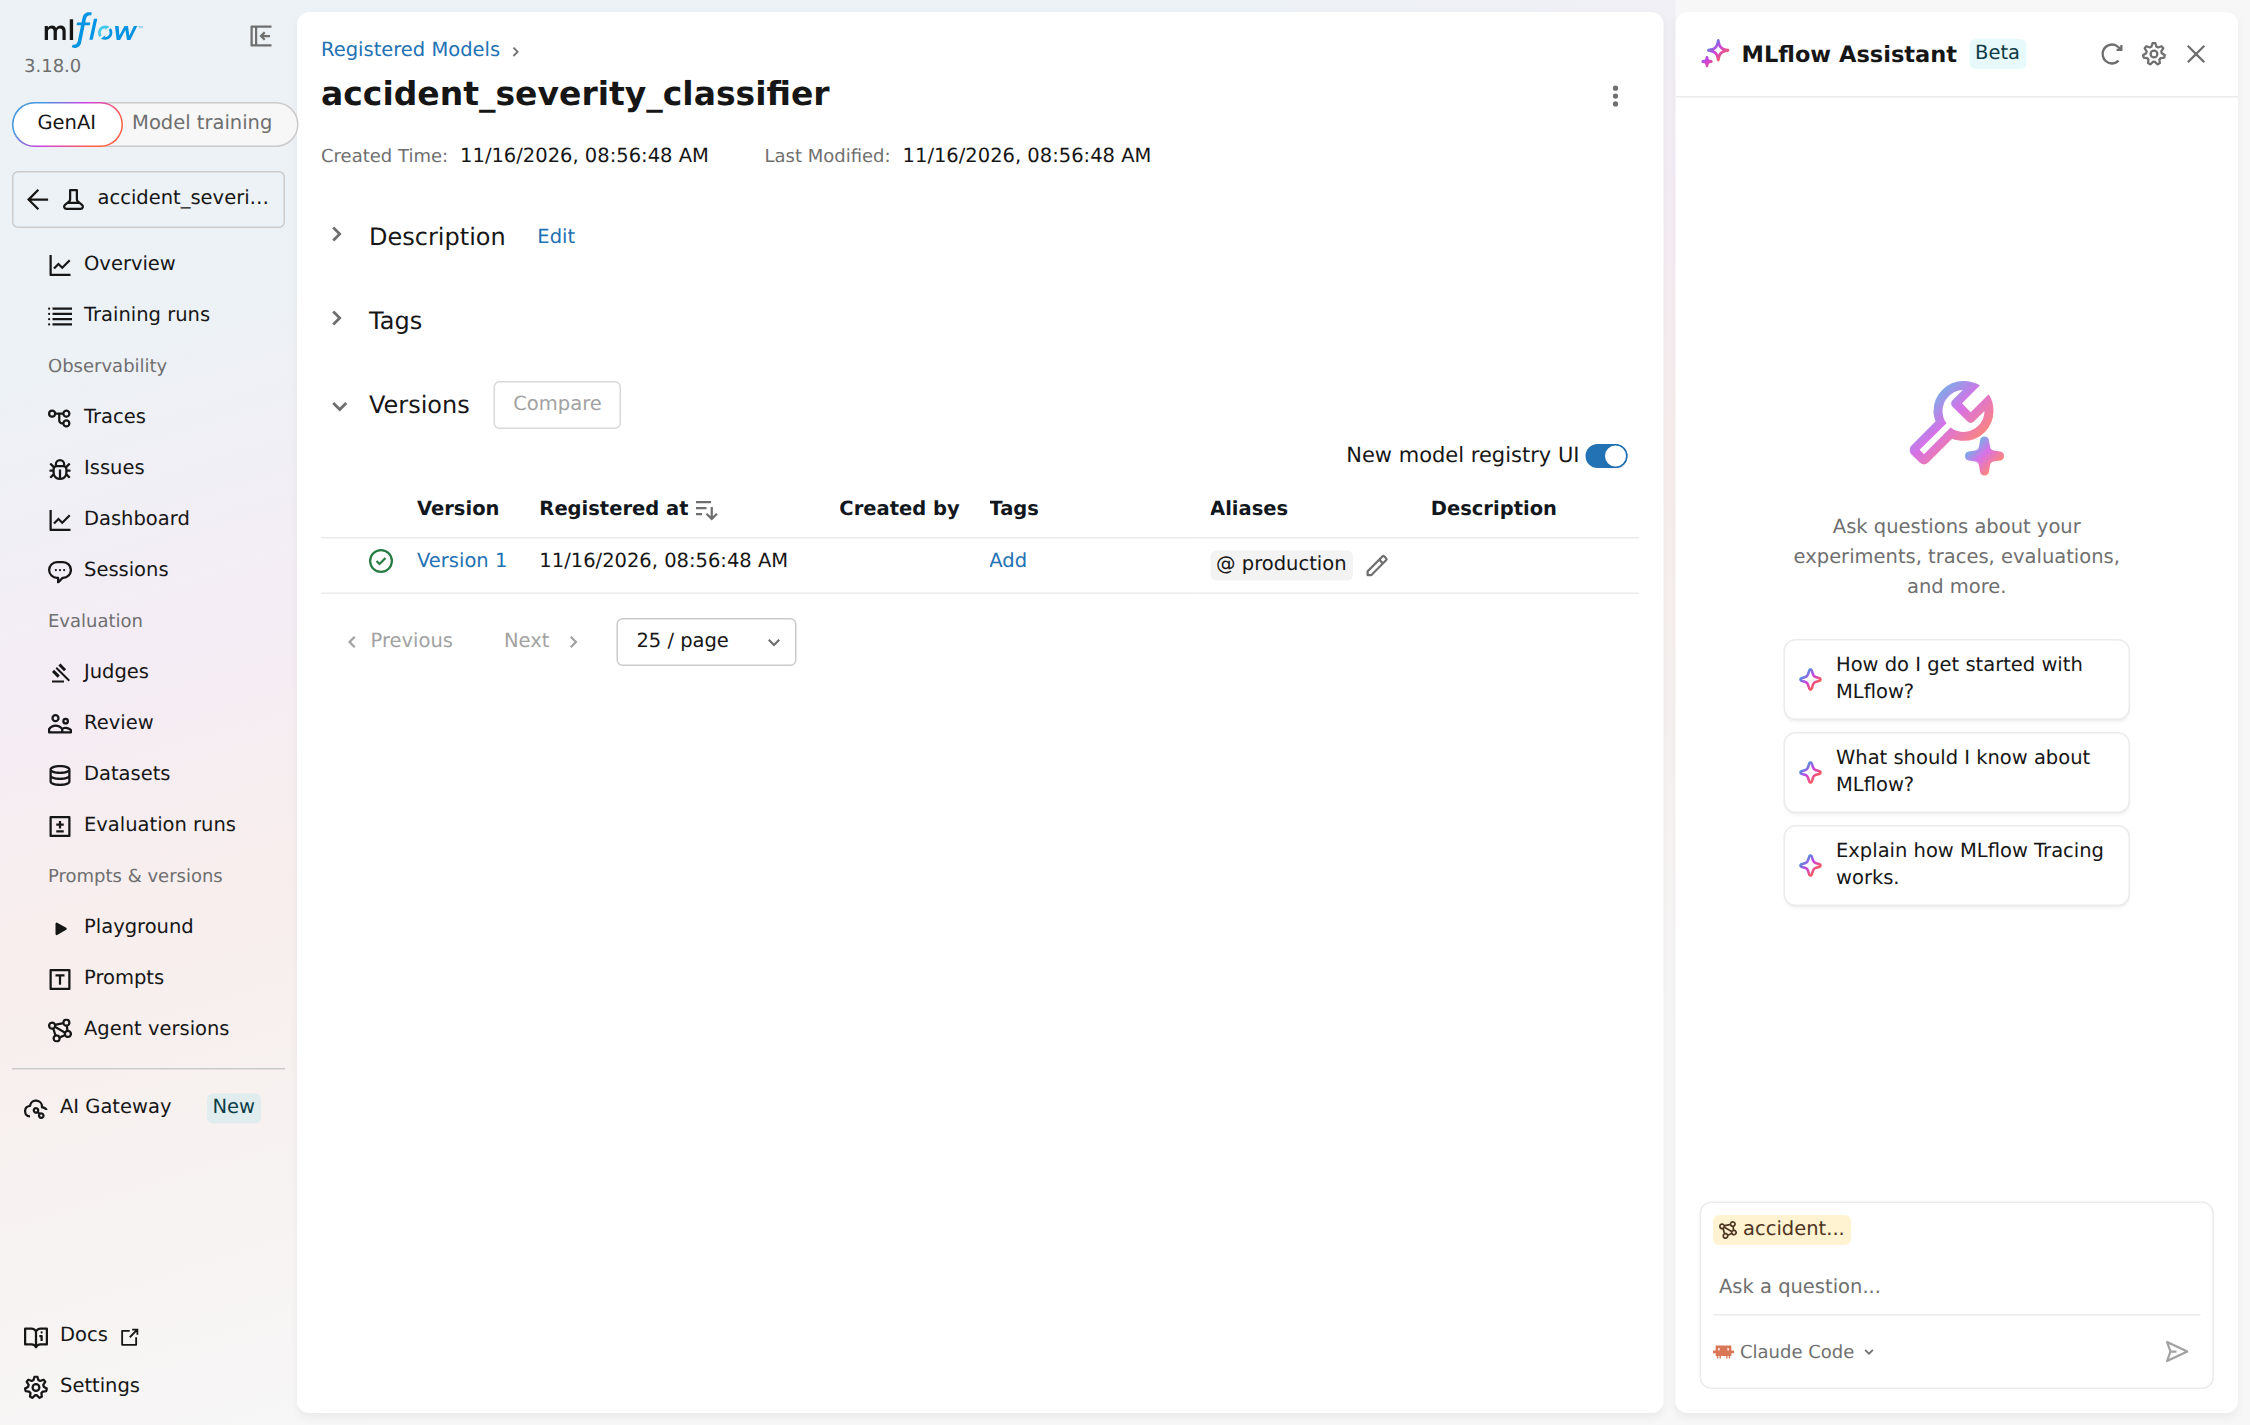 mlflow
3.18.0
GenAI
Model training
accident_severi...
Overview
Training runs
Observability
Traces
Issues
Dashboard
Sessions
Evaluation
Judges
Review
Datasets
Evaluation runs
Prompts & versions
Playground
Prompts
Agent versions
AI Gateway New
Docs
Settings
Registered Models
accident_severity_classifier
Created Time: 11/16/2026, 08:56:48 AM Last Modified: 11/16/2026, 08:56:48 AM
Description Edit
Tags
Versions Compare
New model registry UI
Version Registered at Created by Tags Aliases Description
Version 1 11/16/2026, 08:56:48 AM Add @ production
Previous Next 25 / page
MLflow Assistant Beta
Ask questions about your
experiments, traces, evaluations,
and more.
How do I get started with
MLflow?
What should I know about
MLflow?
Explain how MLflow Tracing
works.
accident...
Ask a question...
Claude Code